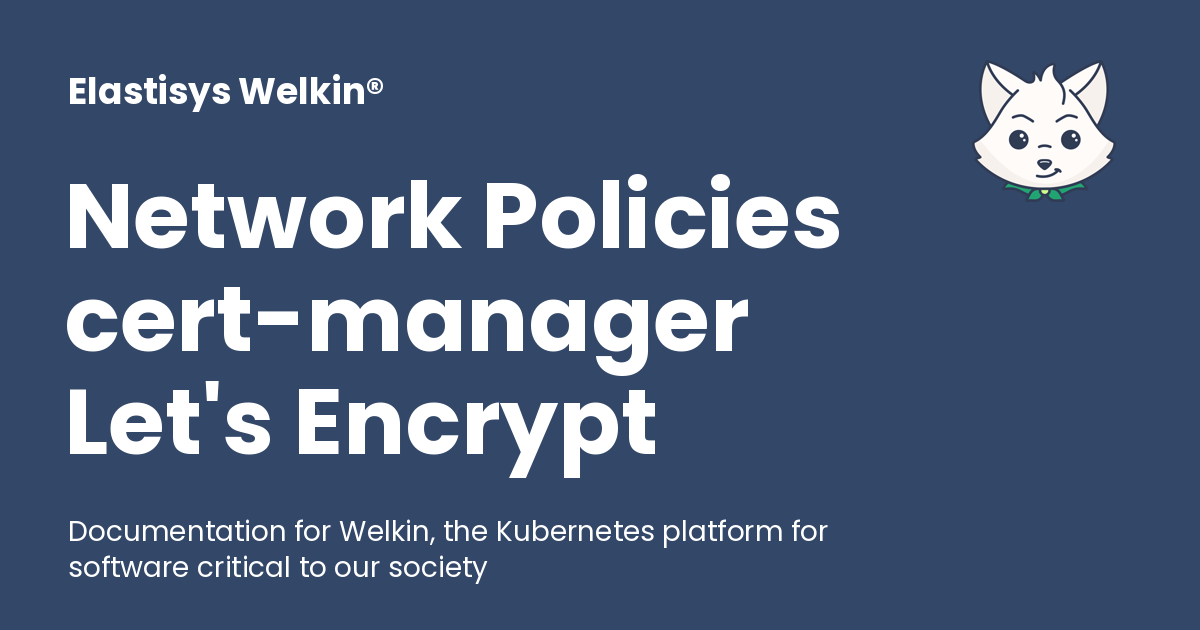 Elastisys Welkin®
Network Policies
cert-manager
Let's Encrypt
Documentation for Welkin, the Kubernetes platform for
software critical to our society